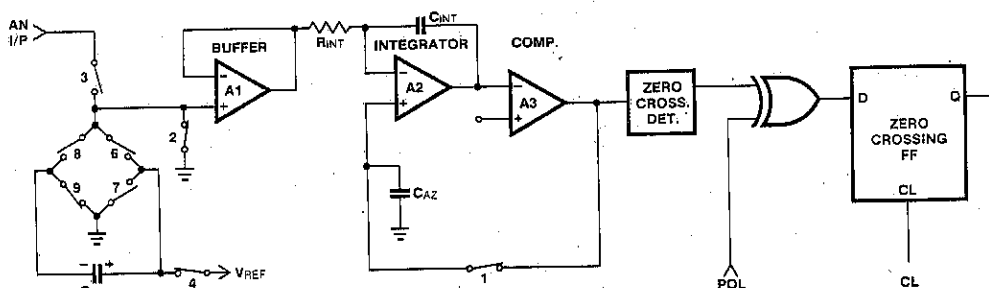 AN
I/P
3
BUFFER
A1
2
8
6
9
7
- +
4
VREF
RINT
CINT
INTEGRATOR
A2
CAZ
1
COMP.
A3
ZERO
CROSS.
DET.
POL
D
Q
ZERO
CROSSING
FF
CL
CL